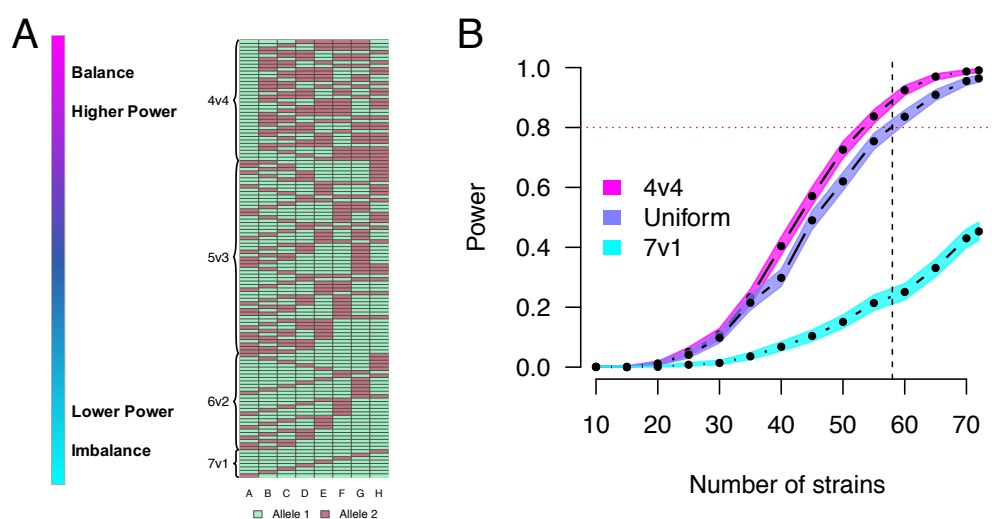 A
Balance
Higher Power
Lower Power
Imbalance
4v4
5v3
6v2
7v1
A B C D E F G H
Allele 1 Allele 2
B
Power
1.0
0.8
0.6
0.4
0.2
0.0
4v4
Uniform
7v1
10 20 30 40 50 60 70
Number of strains